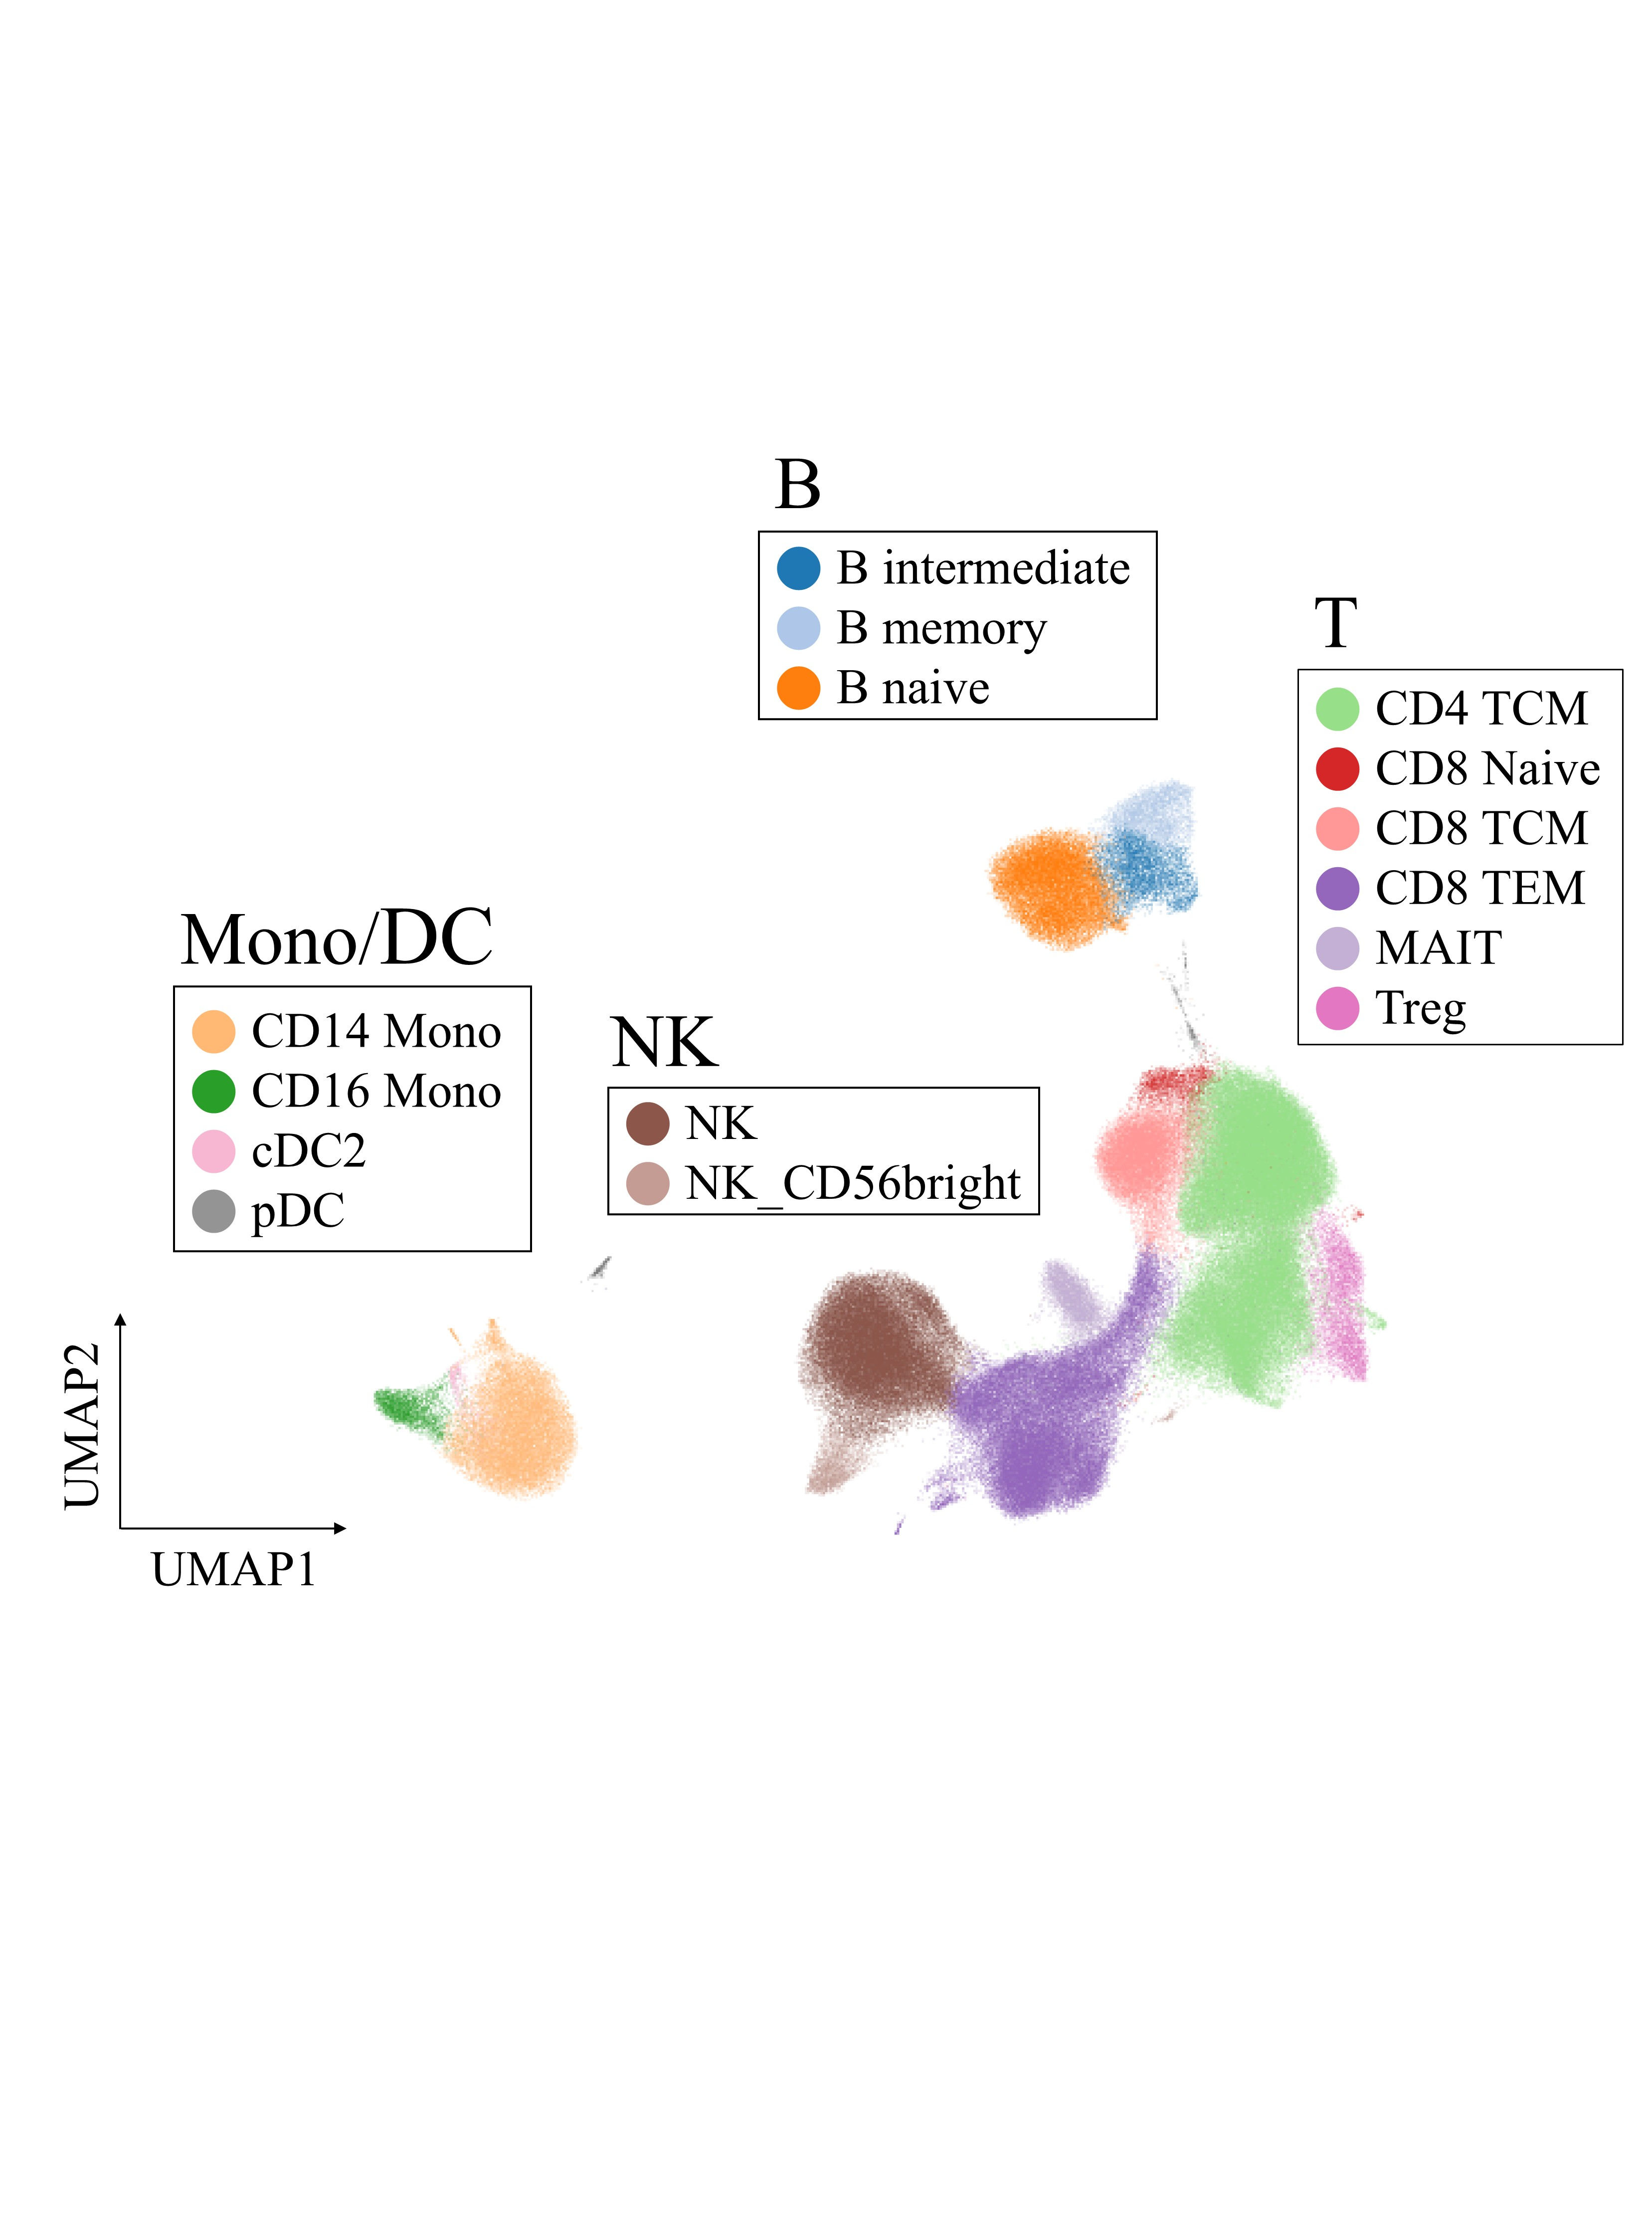 B
B intermediate
B memory
B naive
T
CD4 TCM
CD8 Naive
CD8 TCM
CD8 TEM
MAIT
Treg
Mono/DC
CD14 Mono
CD16 Mono
cDC2
pDC
NK
NK
NK_CD56bright
UMAP2
UMAP1